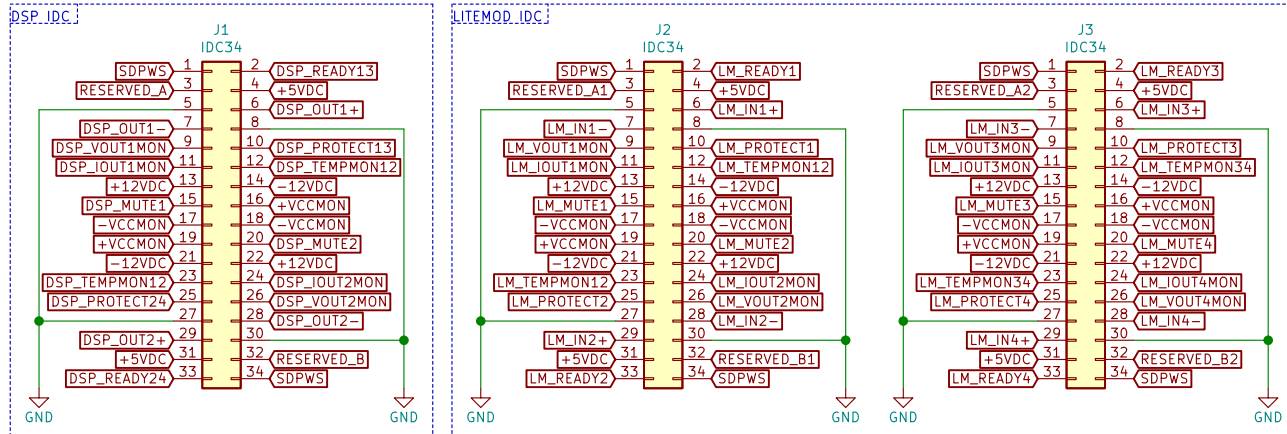 DSP IDC
J1
IDC34
SDPWS 1 2 DSP_READY13
RESERVED_A 3 4 +5VDC
5 6 DSP_OUT1+
DSP_OUT1- 7 8
DSP_VOUT1MON 9 10 DSP_PROTECT13
DSP_IOUT1MON 11 12 DSP_TEMPMON12
+12VDC 13 14 -12VDC
DSP_MUTE1 15 16 +VCCMON
-VCCMON 17 18 -VCCMON
+VCCMON 19 20 DSP_MUTE2
-12VDC 21 22 +12VDC
DSP_TEMPMON12 23 24 DSP_IOUT2MON
DSP_PROTECT24 25 26 DSP_VOUT2MON
27 28 DSP_OUT2-
DSP_OUT2+ 29 30
+5VDC 31 32 RESERVED_B
DSP_READY24 33 34 SDPWS
GND GND
LITEMOD IDC
J2
IDC34
SDPWS 1 2 LM_READY1
RESERVED_A1 3 4 +5VDC
5 6 LM_IN1+
LM_IN1- 7 8
LM_VOUT1MON 9 10 LM_PROTECT1
LM_IOUT1MON 11 12 LM_TEMPMON12
+12VDC 13 14 -12VDC
LM_MUTE1 15 16 +VCCMON
-VCCMON 17 18 -VCCMON
+VCCMON 19 20 LM_MUTE2
-12VDC 21 22 +12VDC
LM_TEMPMON12 23 24 LM_IOUT2MON
LM_PROTECT2 25 26 LM_VOUT2MON
27 28 LM_IN2-
LM_IN2+ 29 30
+5VDC 31 32 RESERVED_B1
LM_READY2 33 34 SDPWS
GND GND
J3
IDC34
SDPWS 1 2 LM_READY3
RESERVED_A2 3 4 +5VDC
5 6 LM_IN3+
LM_IN3- 7 8
LM_VOUT3MON 9 10 LM_PROTECT3
LM_IOUT3MON 11 12 LM_TEMPMON34
+12VDC 13 14 -12VDC
LM_MUTE3 15 16 +VCCMON
-VCCMON 17 18 -VCCMON
+VCCMON 19 20 LM_MUTE4
-12VDC 21 22 +12VDC
LM_TEMPMON34 23 24 LM_IOUT4MON
LM_PROTECT4 25 26 LM_VOUT4MON
27 28 LM_IN4-
LM_IN4+ 29 30
+5VDC 31 32 RESERVED_B2
LM_READY4 33 34 SDPWS
GND GND